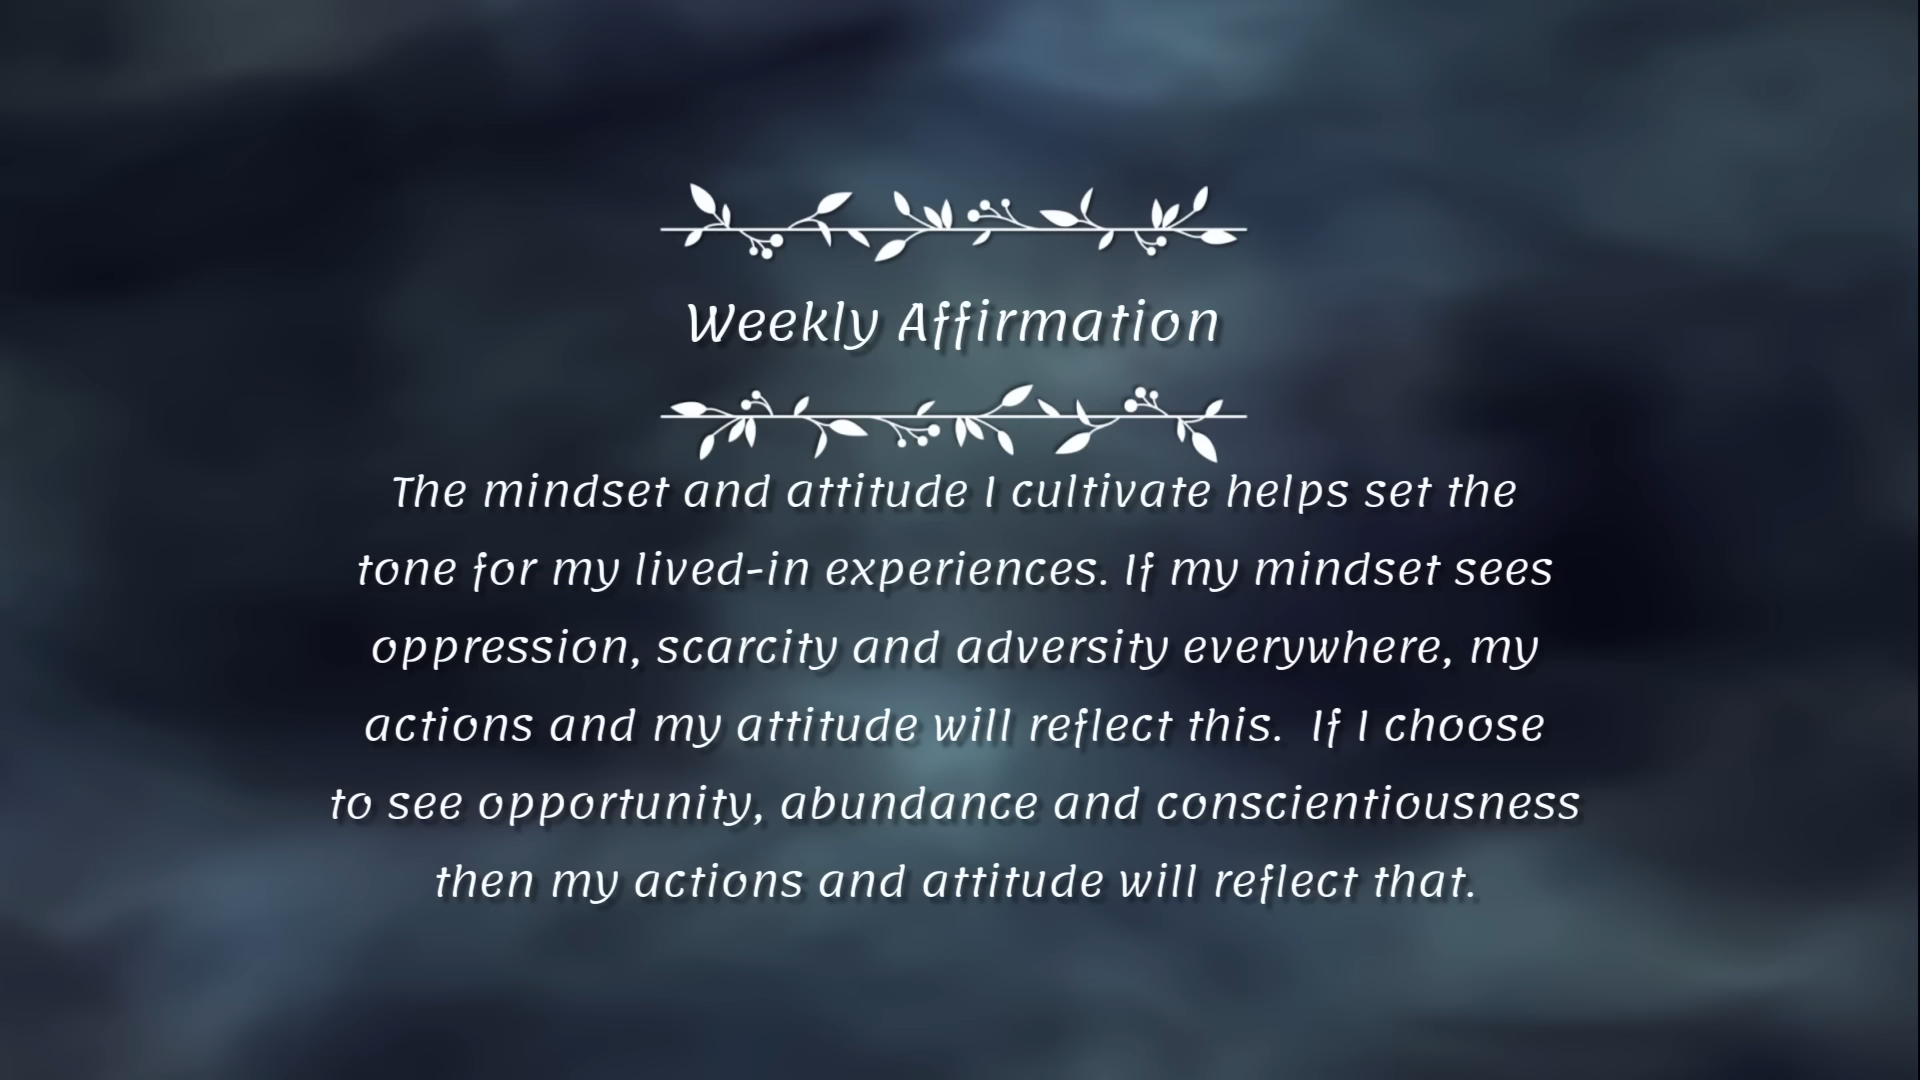 Weekly Affirmation
The mindset and attitude I cultivate helps set the
tone for my lived-in experiences. If my mindset sees
oppression, scarcity and adversity everywhere, my
actions and my attitude will reflect this.  If I choose
to see opportunity, abundance and conscientiousness
then my actions and attitude will reflect that.